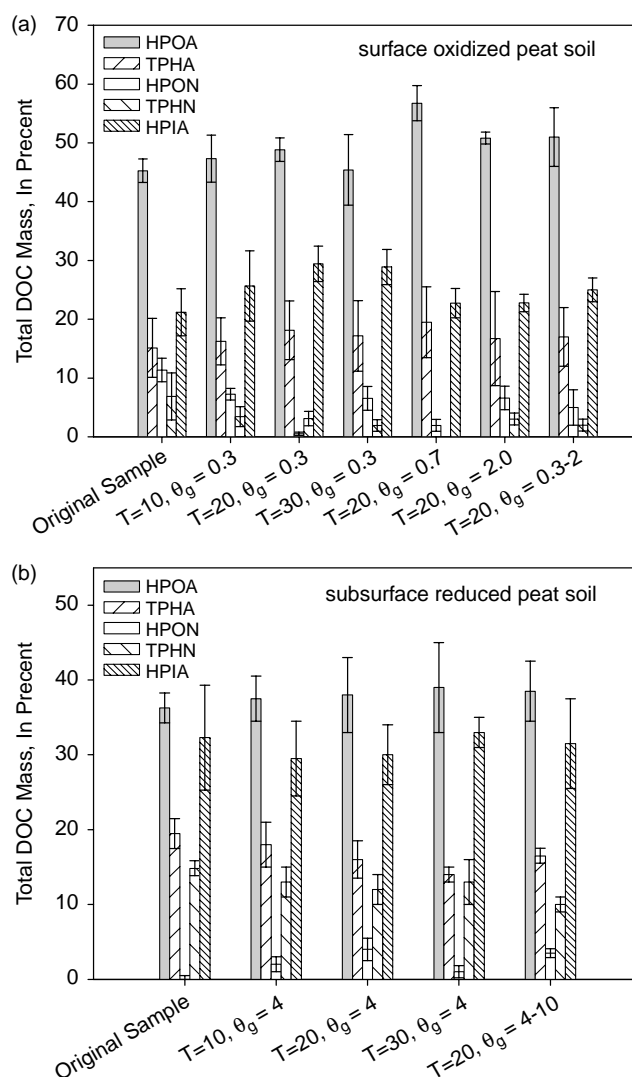 (a)
70
60
50
40
30
20
10
0
Total DOC Mass, In Precent
HPOA
TPHA
HPON
TPHN
HPIA
surface oxidized peat soil
Original Sample
T=10, θg = 0.3
T=20, θg = 0.3
T=30, θg = 0.3
T=20, θg = 0.7
T=20, θg = 2.0
T=20, θg = 0.3-2
(b)
50
40
30
20
10
0
Total DOC Mass, In Precent
HPOA
TPHA
HPON
TPHN
HPIA
subsurface reduced peat soil
Original Sample
T=10, θg = 4
T=20, θg = 4
T=30, θg = 4
T=20, θg = 4-10